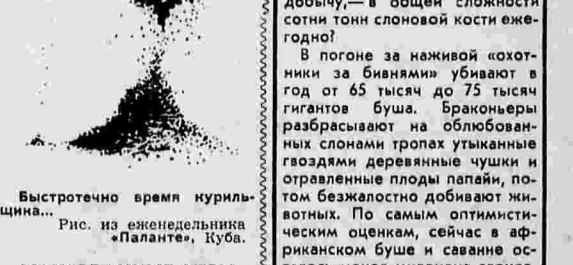 Быстротечно время куриль-
щина...
Рис. из еженедельника
«Паланте», Куба.
добычу,— в общей сложности
сотни тонн слоновой кости еже-
годно?
В погоне за наживой «охот-
ники за бивнями» убивают в
год от 65 тысяч до 75 тысяч
гигантов буша. Браконьеры
разбрасывают на облюбован-
ных слонами тропах утыканные
гвоздями деревянные чушки и
отравленные плоды папайи, по-
том безжалостно добивают жи-
вотных. По самым оптимисти-
ческим оценкам, сейчас в аф-
риканском буше и саванне ос-